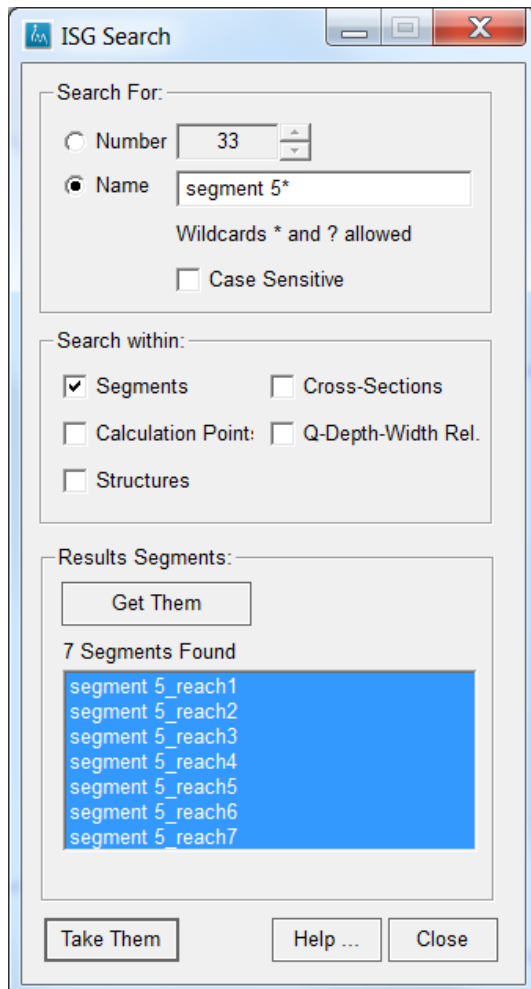 ISG Search
Search For:
Number 33
Name segment 5*
Wildcards * and ? allowed
Case Sensitive
Search within:
Segments Cross-Sections
Calculation Point: Q-Depth-Width Rel.
Structures
Results Segments:
Get Them
7 Segments Found
segment 5_reach1
segment 5_reach2
segment 5_reach3
segment 5_reach4
segment 5_reach5
segment 5_reach6
segment 5_reach7
Take Them Help ... Close